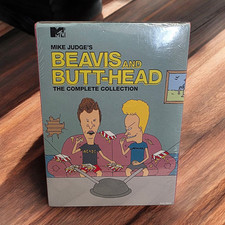 MTV
MIKE JUDGE'S
BEAVIS AND
BUTT-HEAD
THE COMPLETE COLLECTION